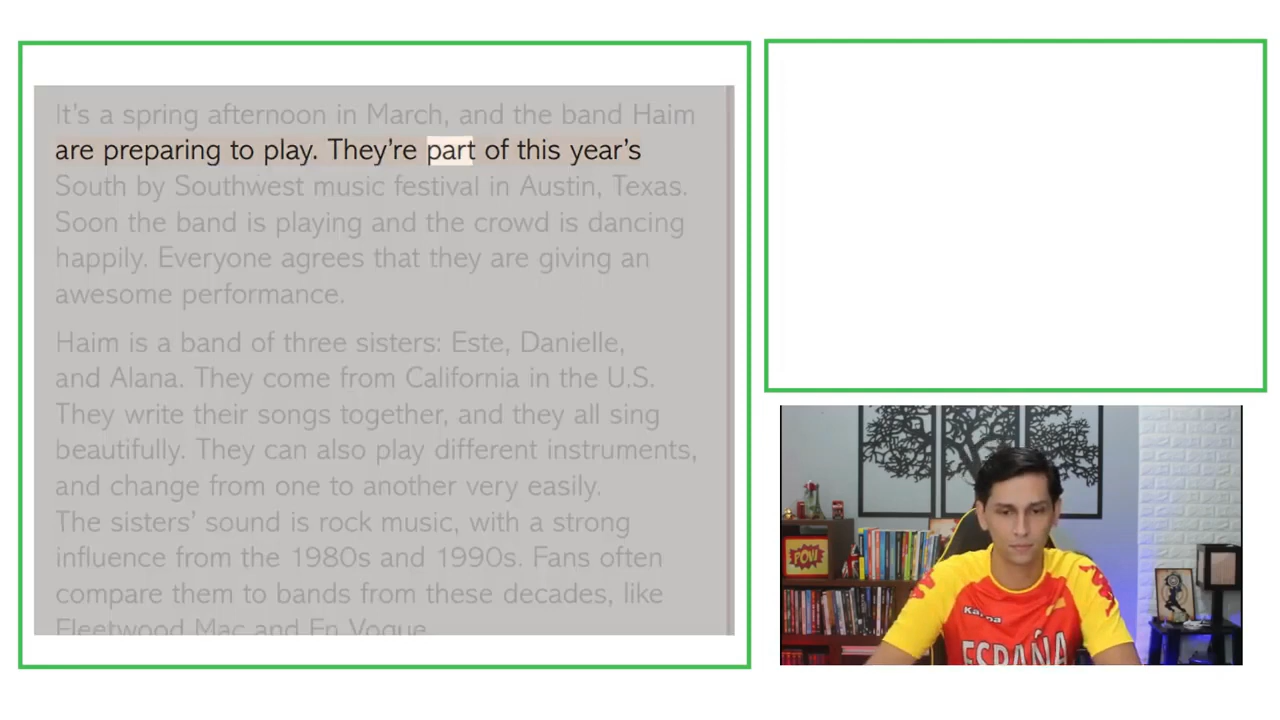 It's a spring afternoon in March, and the band Haim
are preparing to play. They're part of this year's
South by Southwest music festival in Austin, Texas.
Soon the band is playing and the crowd is dancing
happily. Everyone agrees that they are giving an
awesome performance.
Haim is a band of three sisters: Este, Danielle,
and Alana. They come from California in the U.S.
They write their songs together, and they all sing
beautifully. They can also play different instruments,
and change from one to another very easily.
The sisters' sound is rock music, with a strong
influence from the 1980s and 1990s. Fans often
compare them to bands from these decades, like
Fleetwood Mac and En Vogue
POW
Kappa
ESPAÑA